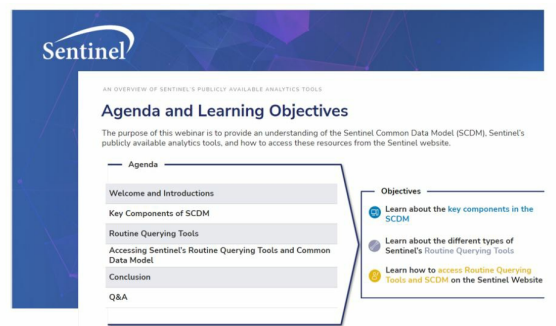 Sentinel
AN OVERVIEW OF SENTINEL'S PUBLICLY AVAILABLE ANALYTICS TOOLS
Agenda and Learning Objectives
The purpose of this webinar is to provide an understanding of the Sentinel Common Data Model (SCDM), Sentinel's
publicly available analytics tools, and how to access these resources from the Sentinel website.
Agenda
Welcome and Introductions
Key Components of SCDM
Routine Querying Tools
Accessing Sentinel's Routine Querying Tools and Common
Data Model
Conclusion
Q&A
Objectives
Learn about the key components in the
SCDM
Learn about the different types of
Sentinel's Routine Querying Tools
Learn how to access Routine Querying
Tools and SCDM on the Sentinel Website